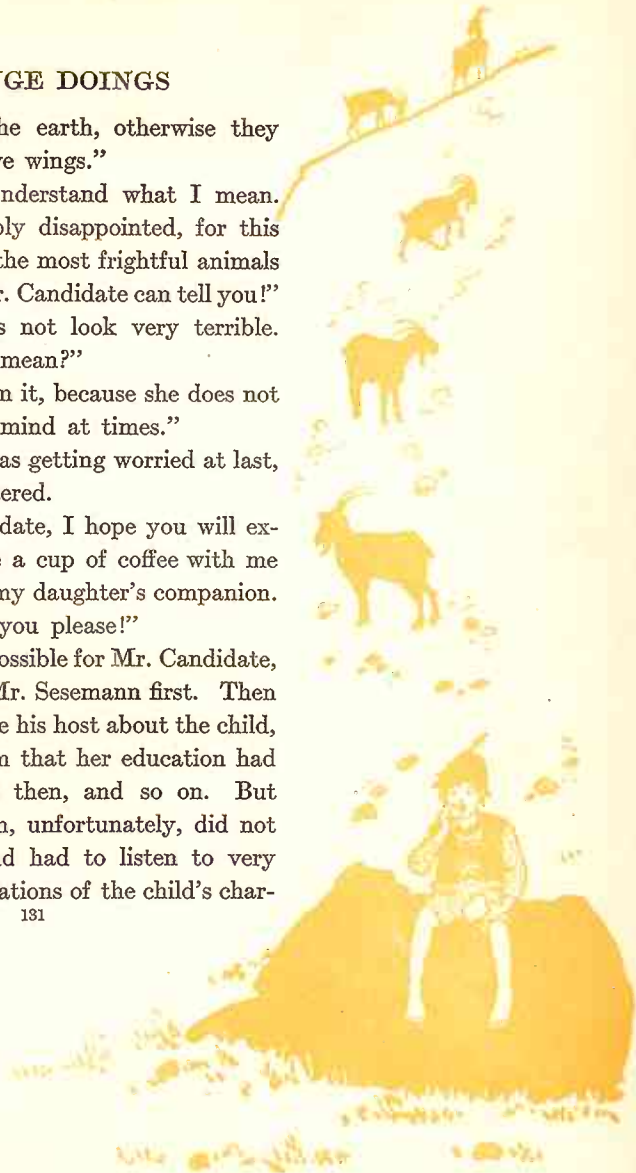 NGE DOINGS
he earth, otherwise they
ve wings.”
nderstand what I mean.
bly disappointed, for this
the most frightful animals
r. Candidate can tell you!”
s not look very terrible.
mean?”
n it, because she does not
mind at times.”
as getting worried at last,
ered.
date, I hope you will ex-
e a cup of coffee with me
my daughter’s companion.
you please!”
ossible for Mr. Candidate,
Mr. Sesemann first. Then
e his host about the child,
n that her education had
then, and so on. But
n, unfortunately, did not
d had to listen to very
ations of the child’s char-
131